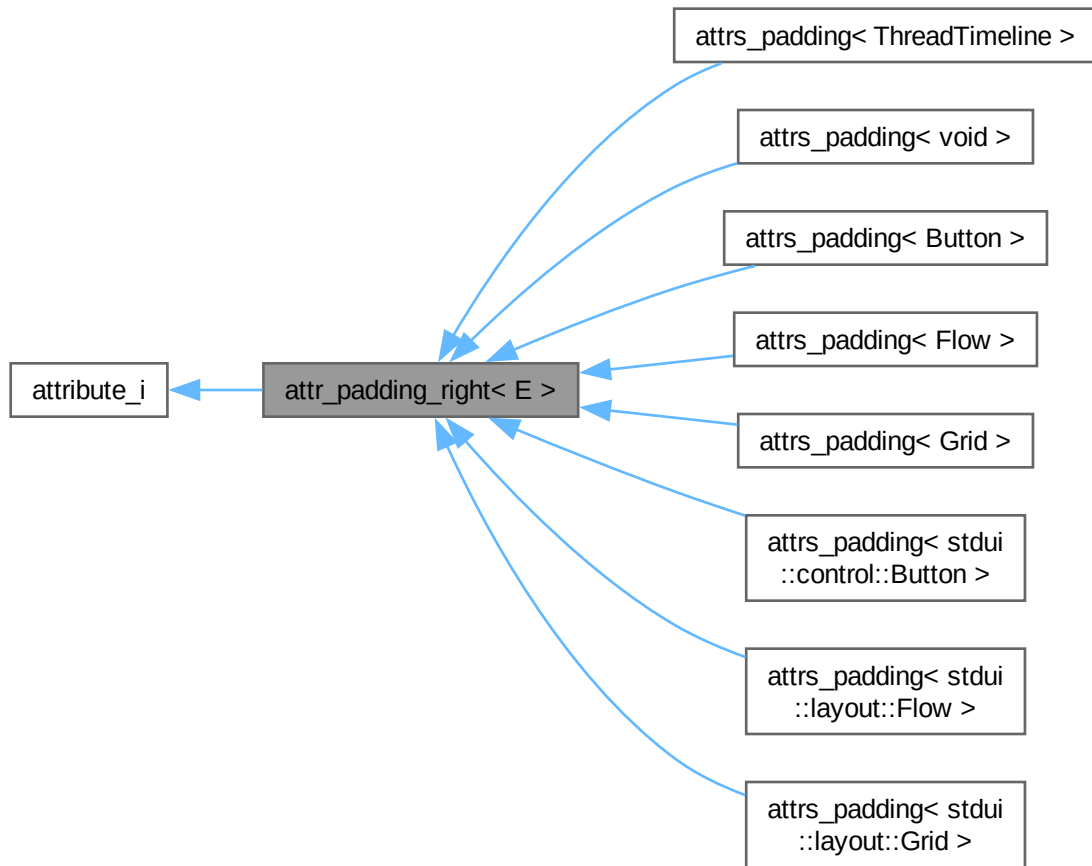 attrs_padding< ThreadTimeline >
attrs_padding< void >
attrs_padding< Button >
attrs_padding< Flow >
attribute_i
attr_padding_right< E >
attrs_padding< Grid >
attrs_padding< stdui
::control::Button >
attrs_padding< stdui
::layout::Flow >
attrs_padding< stdui
::layout::Grid >